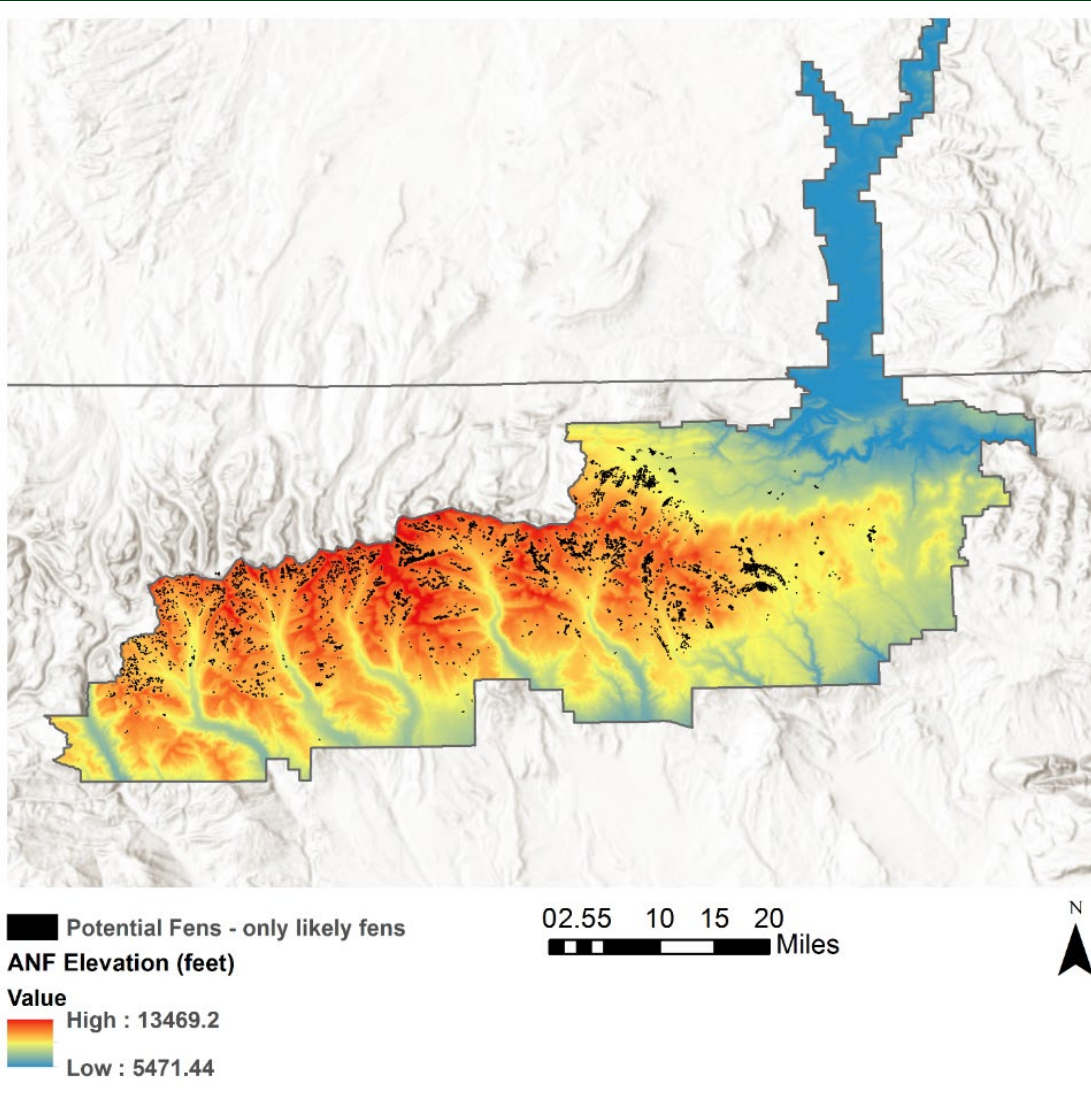 Potential Fens - only likely fens
ANF Elevation (feet)
Value
High : 13469.2
Low : 5471.44
02.55 10 15 20
Miles
N